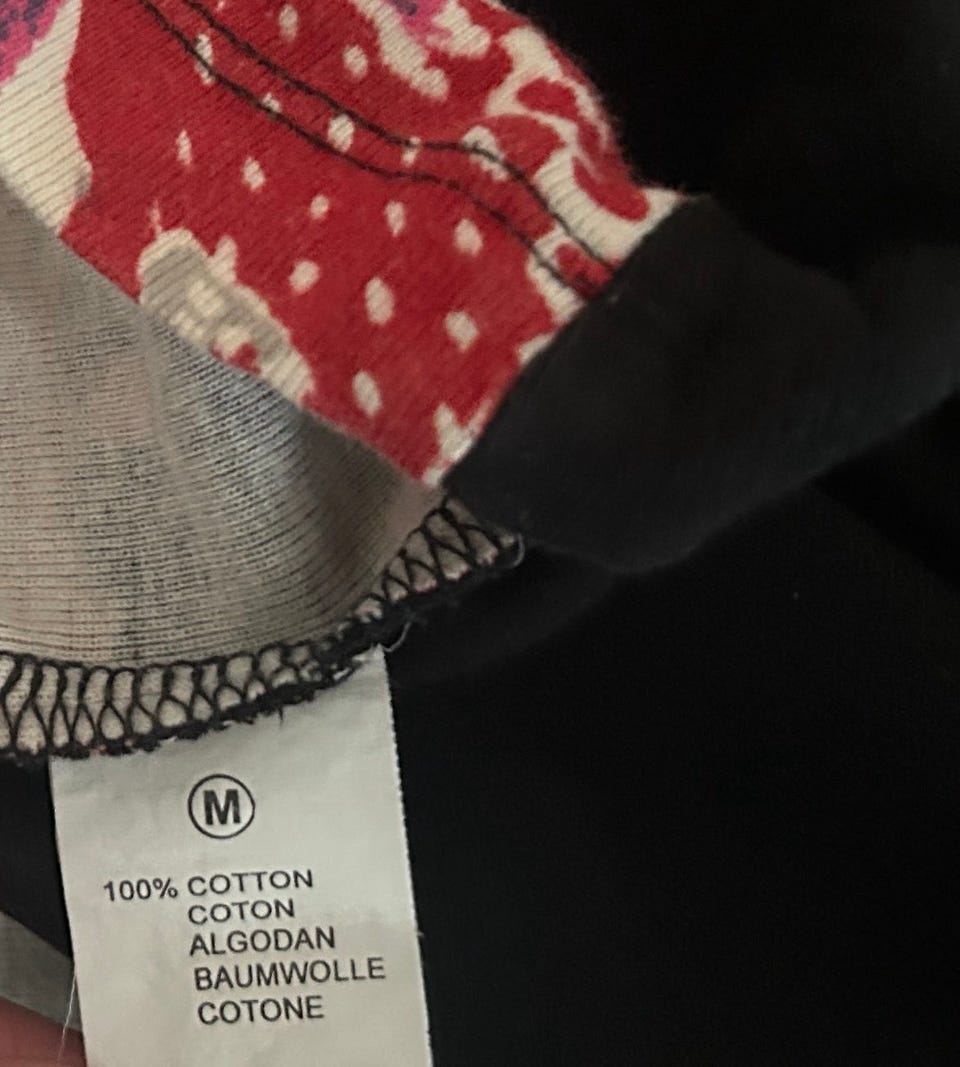 M
100% COTTON
COTON
ALGODAN
BAUMWOLLE
COTONE